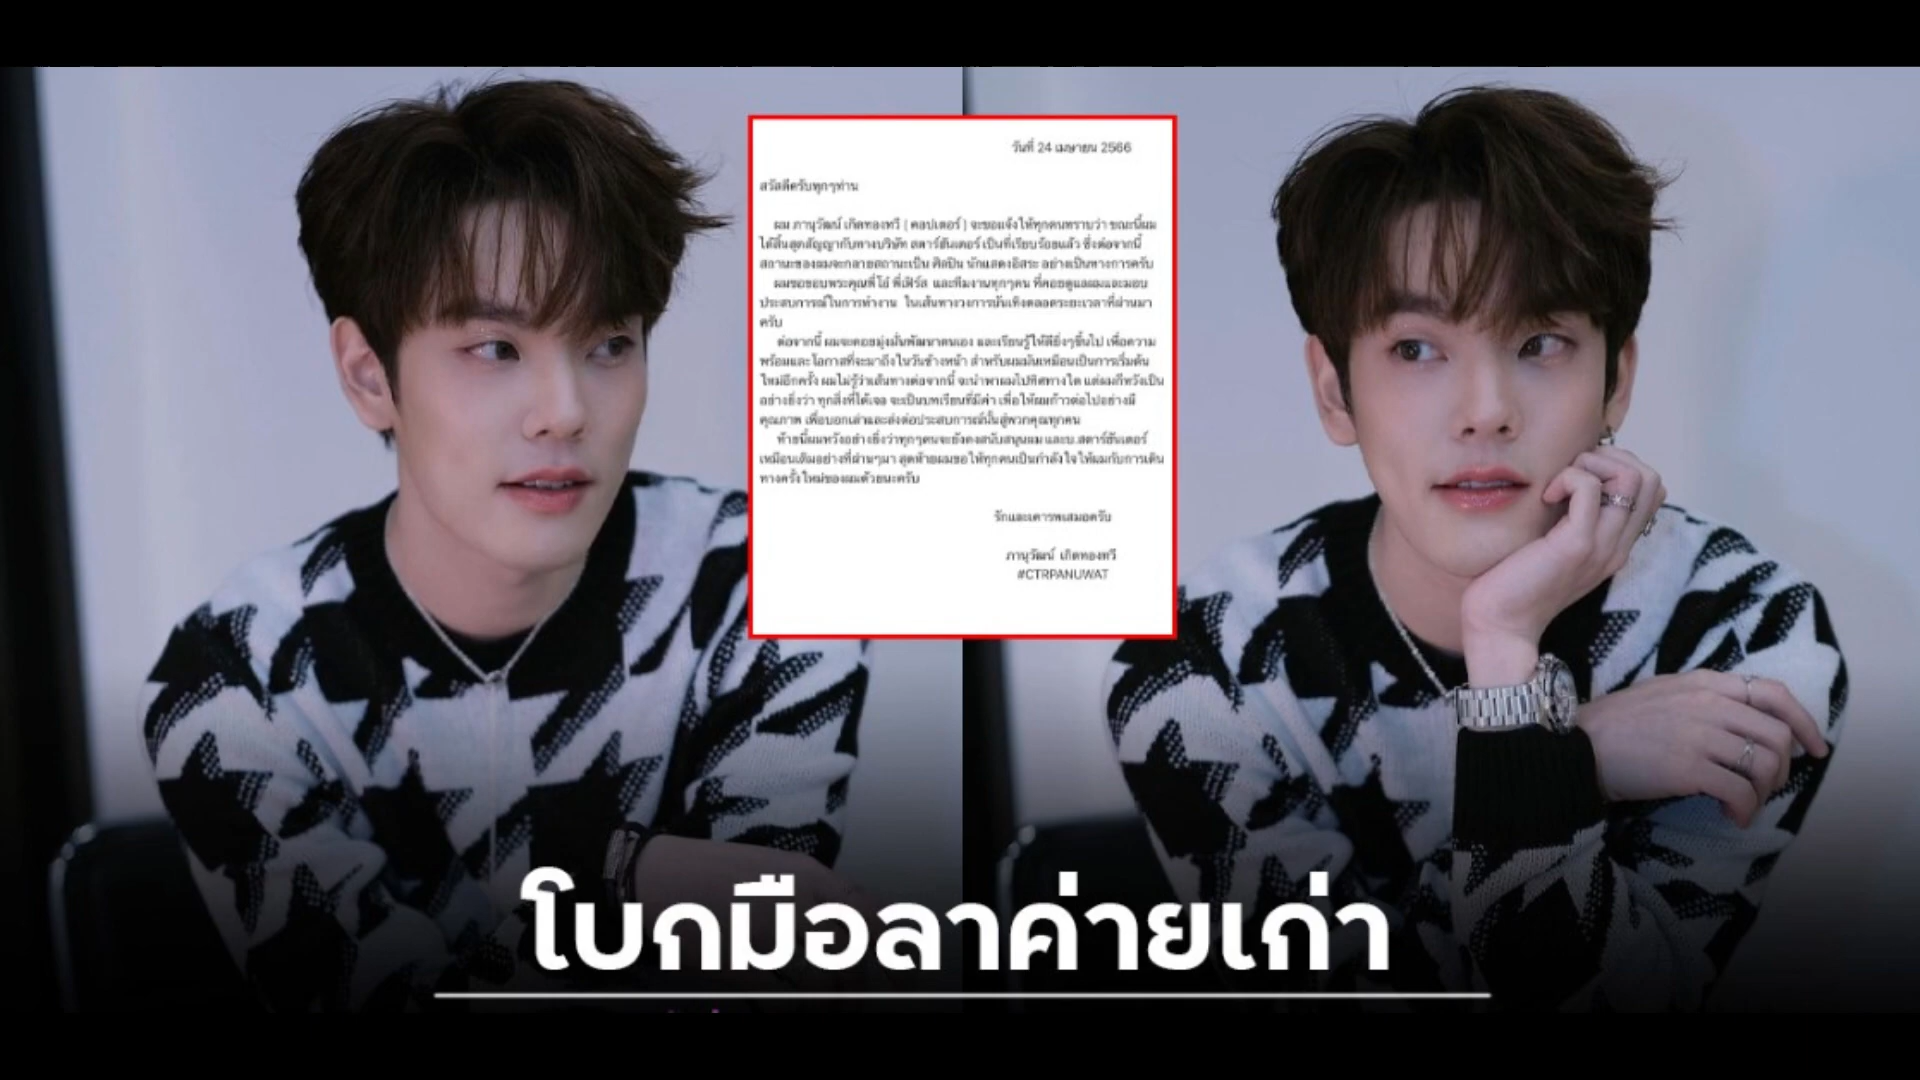 วันที่ 24 เมษายน 2566
สวัสดีครับทุกๆท่าน
ผม ภานุวัฒน์ เกิดทองทวี ( คอปเตอร์ ) จะขอแจ้งให้ทุกคนทราบว่า ขณะนี้ผม
ได้สิ้นสุดสัญญากับทางบริษัท สตาร์ฮันเตอร์ เป็นที่เรียบร้อยแล้ว ซึ่งต่อจากนี้
สถานะของผมจะกลายสถานะเป็น ศิลปิน นักแสดงอิสระ อย่างเป็นทางการครับ
ผมขอขอบพระคุณพี่โอ๋ พี่เฟิร์ส และทีมงานทุกๆคน ที่คอยดูแลผมและมอบ
ประสบการณ์ในการทำงาน ในเส้นทางวงการบันเทิงตลอดระยะเวลาที่ผ่านมา
ครับ
ต่อจากนี้ ผมจะคอยมุ่งมั่นพัฒนาตนเอง และเรียนรู้ให้ดียิ่งๆขึ้นไป เพื่อความ
พร้อมและโอกาสที่จะมาถึงในวันข้างหน้า สำหรับผมมันเหมือนเป็นการเริ่มต้น
ใหม่อีกครั้ง ผมไม่รู้ว่าเส้นทางต่อจากนี้ จะนำพาผมไปทิศทางใด แต่ผมก็หวังเป็น
อย่างยิ่งว่า ทุกสิ่งที่ได้เจอ จะเป็นบทเรียนที่มีค่า เพื่อให้ผมก้าวต่อไปอย่างมี
คุณภาพ เพื่อบอกเล่าและส่งต่อประสบการณ์นั้นสู่พวกคุณทุกคน
ท้ายนี้ผมหวังอย่างยิ่งว่าทุกๆคนจะยังคงสนับสนุนผม และบ.สตาร์ฮันเตอร์
เหมือนเดิมอย่างที่ผ่านๆมา สุดท้ายผมขอให้ทุกคนเป็นกำลังใจให้ผมกับการเดิน
ทางครั้งใหม่ของผมด้วยนะครับ
รักและเคารพเสมอครับ
ภานุวัฒน์ เกิดทองทวี
#CTRPANUWAT
โบกมือลาค่ายเก่า